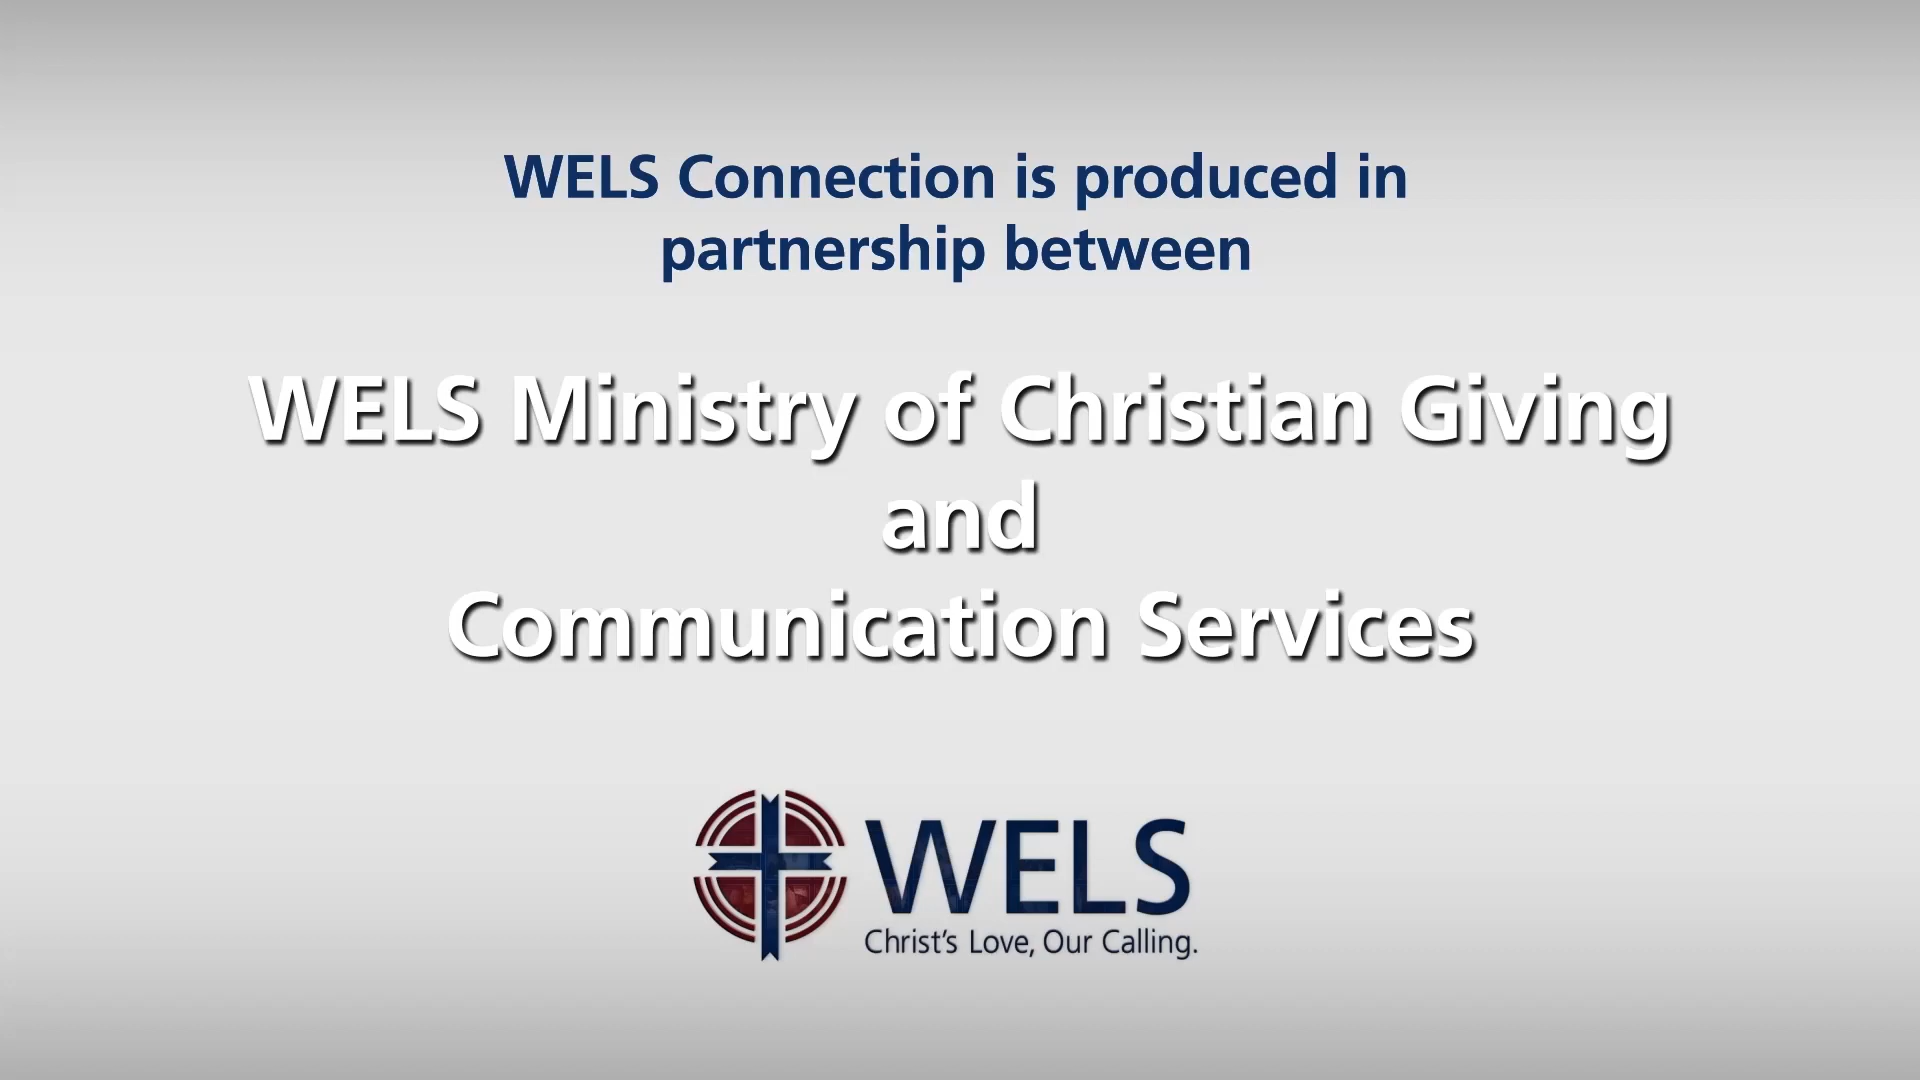 WELS Connection is produced in
partnership between
WELS Ministry of Christian Giving
and
Communication Services
WELS
Christ's Love, Our Calling.